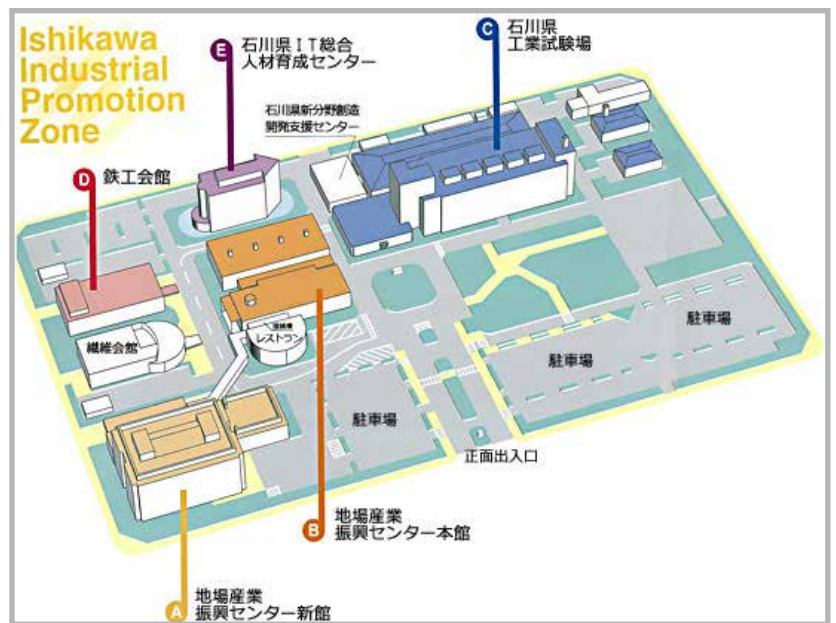 Ishikawa
Industrial
Promotion
Zone
E
石川県IT総合
人材育成センター
C
石川県
工業試験場
石川県新分野創造
開発支援センター
D
鉄工会館
繊維会館
レストラン
駐車場
駐車場
駐車場
正面出入口
B
地場産業
振興センター本館
A
地場産業
振興センター新館